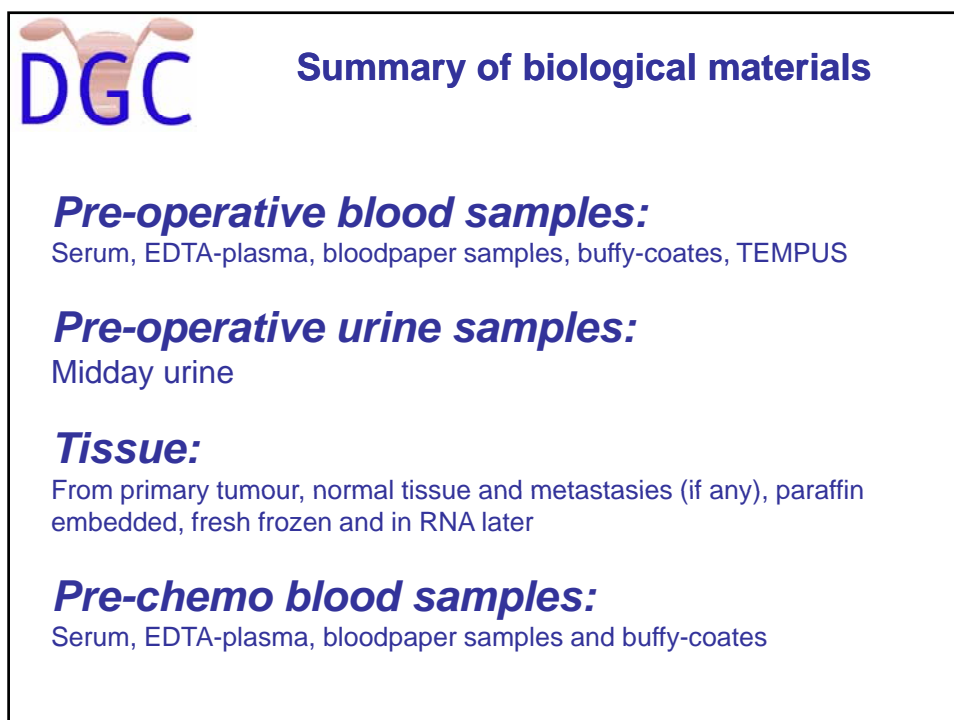 DGC
Summary of biological materials
Pre-operative blood samples:
Serum, EDTA-plasma, bloodpaper samples, buffy-coates, TEMPUS
Pre-operative urine samples:
Midday urine
Tissue:
From primary tumour, normal tissue and metastasies (if any), paraffin
embedded, fresh frozen and in RNA later
Pre-chemo blood samples:
Serum, EDTA-plasma, bloodpaper samples and buffy-coates